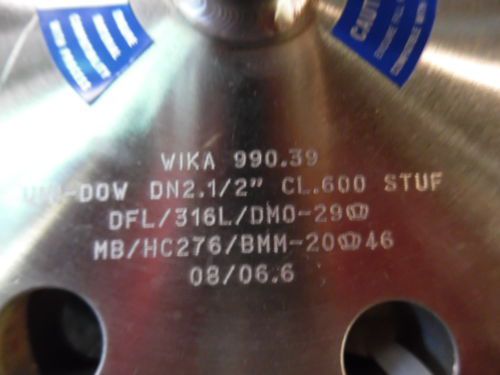 CAUTION
WIKA 990.39
DN2.1/2" CL.600 STUF
DFL/316L/DMO-29
MB/HC276/BMM-20 46
08/06.6